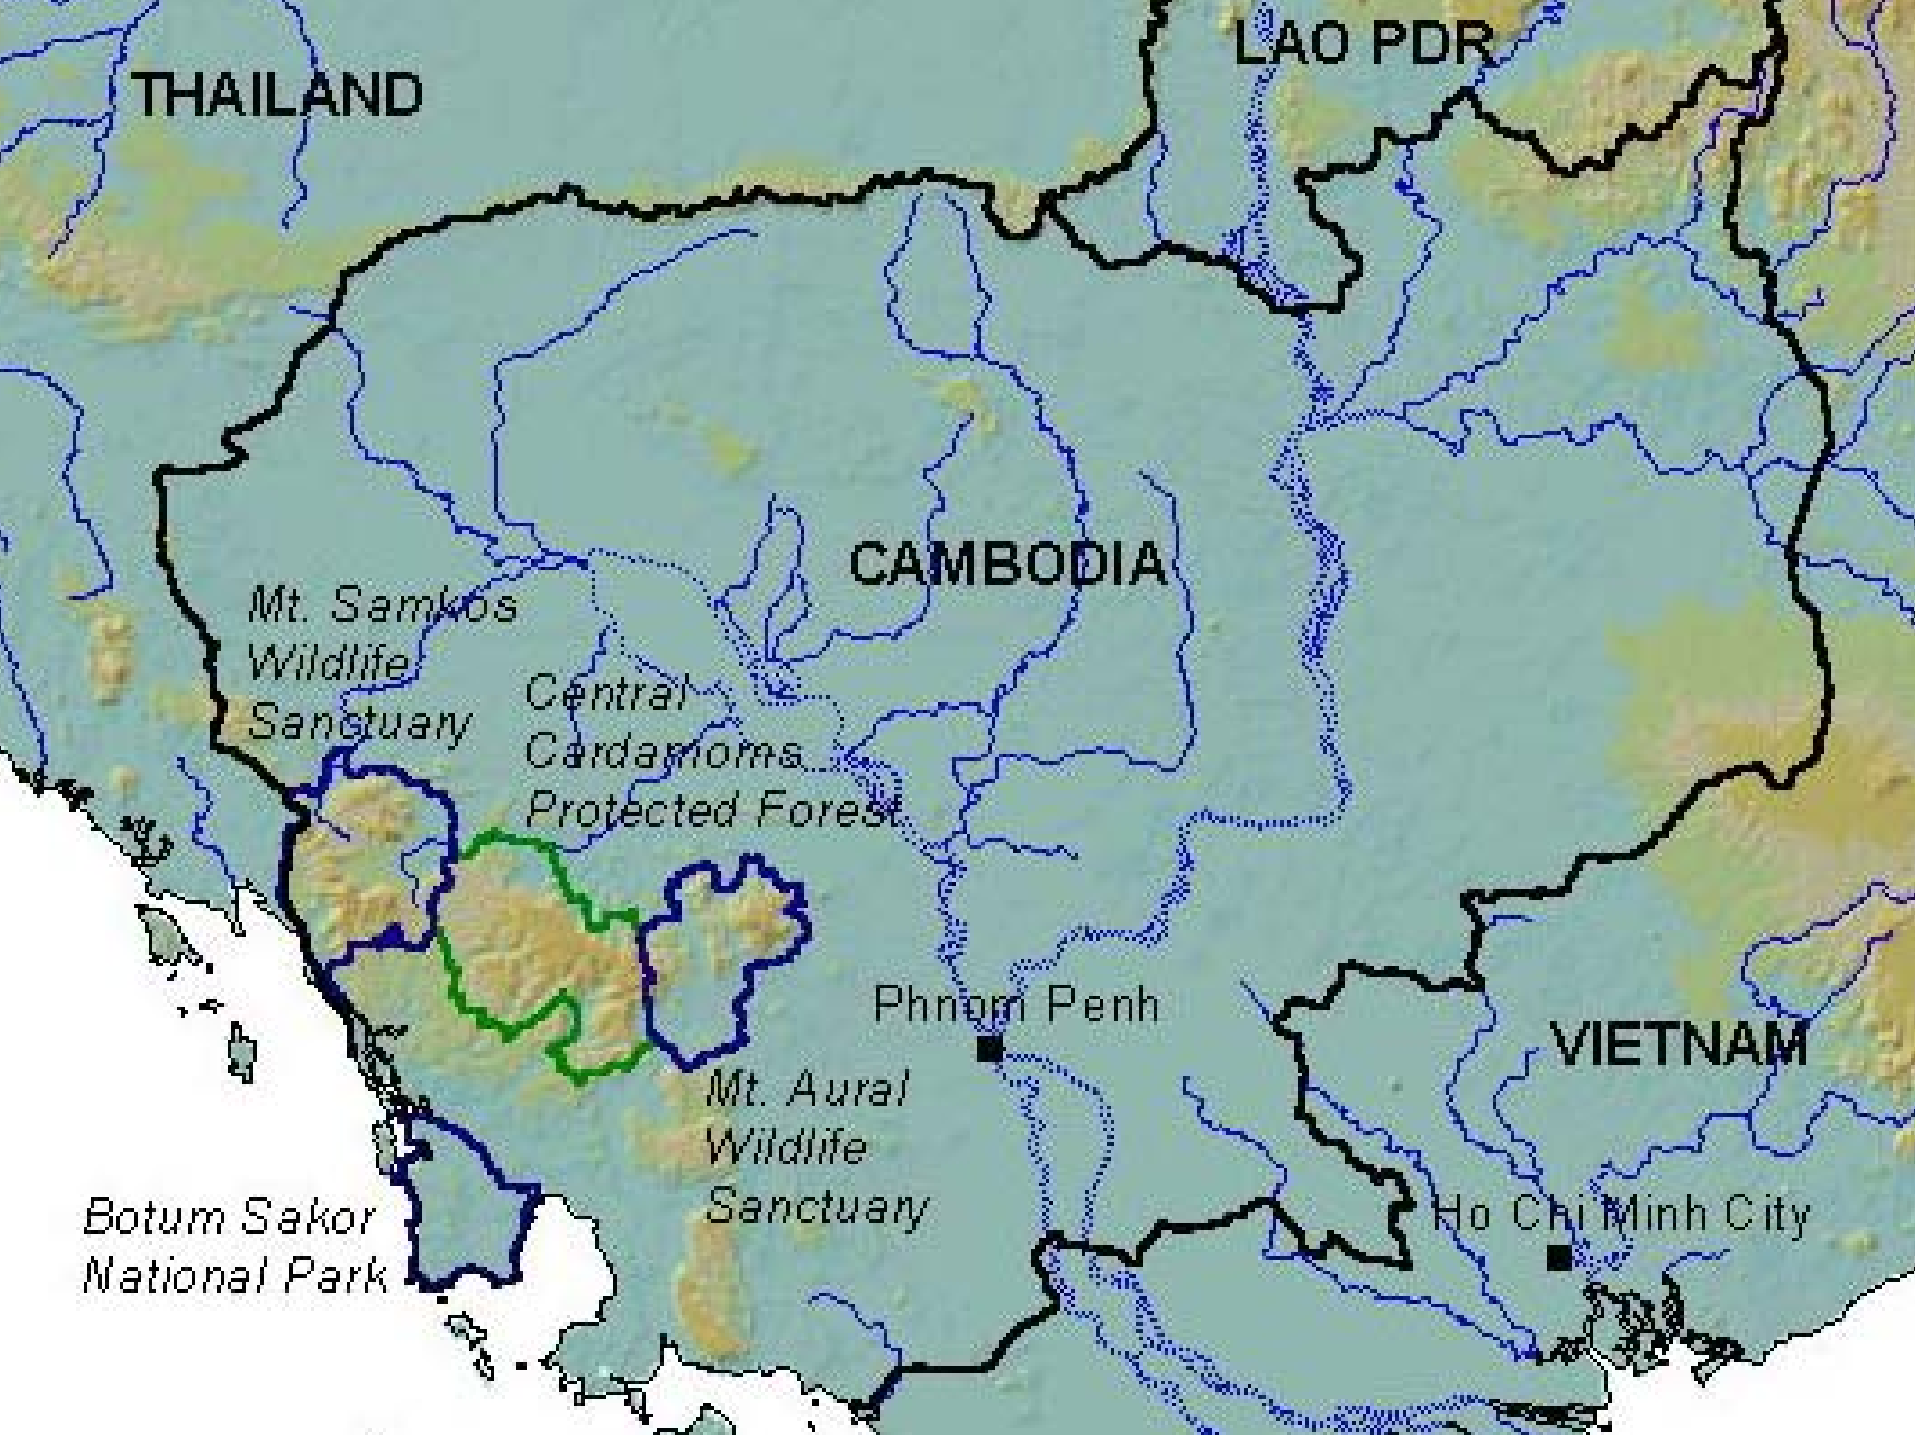 LAO PDR
THAILAND
CAMBODIA
Mt. Samkos
Wildlife
Sanctuary
Central
Cardamoms
Protected Forest
Phnom Penh
VIETNAM
Mt. Aural
Wildlife
Sanctuary
Botum Sakor
National Park
Ho Chi Minh City